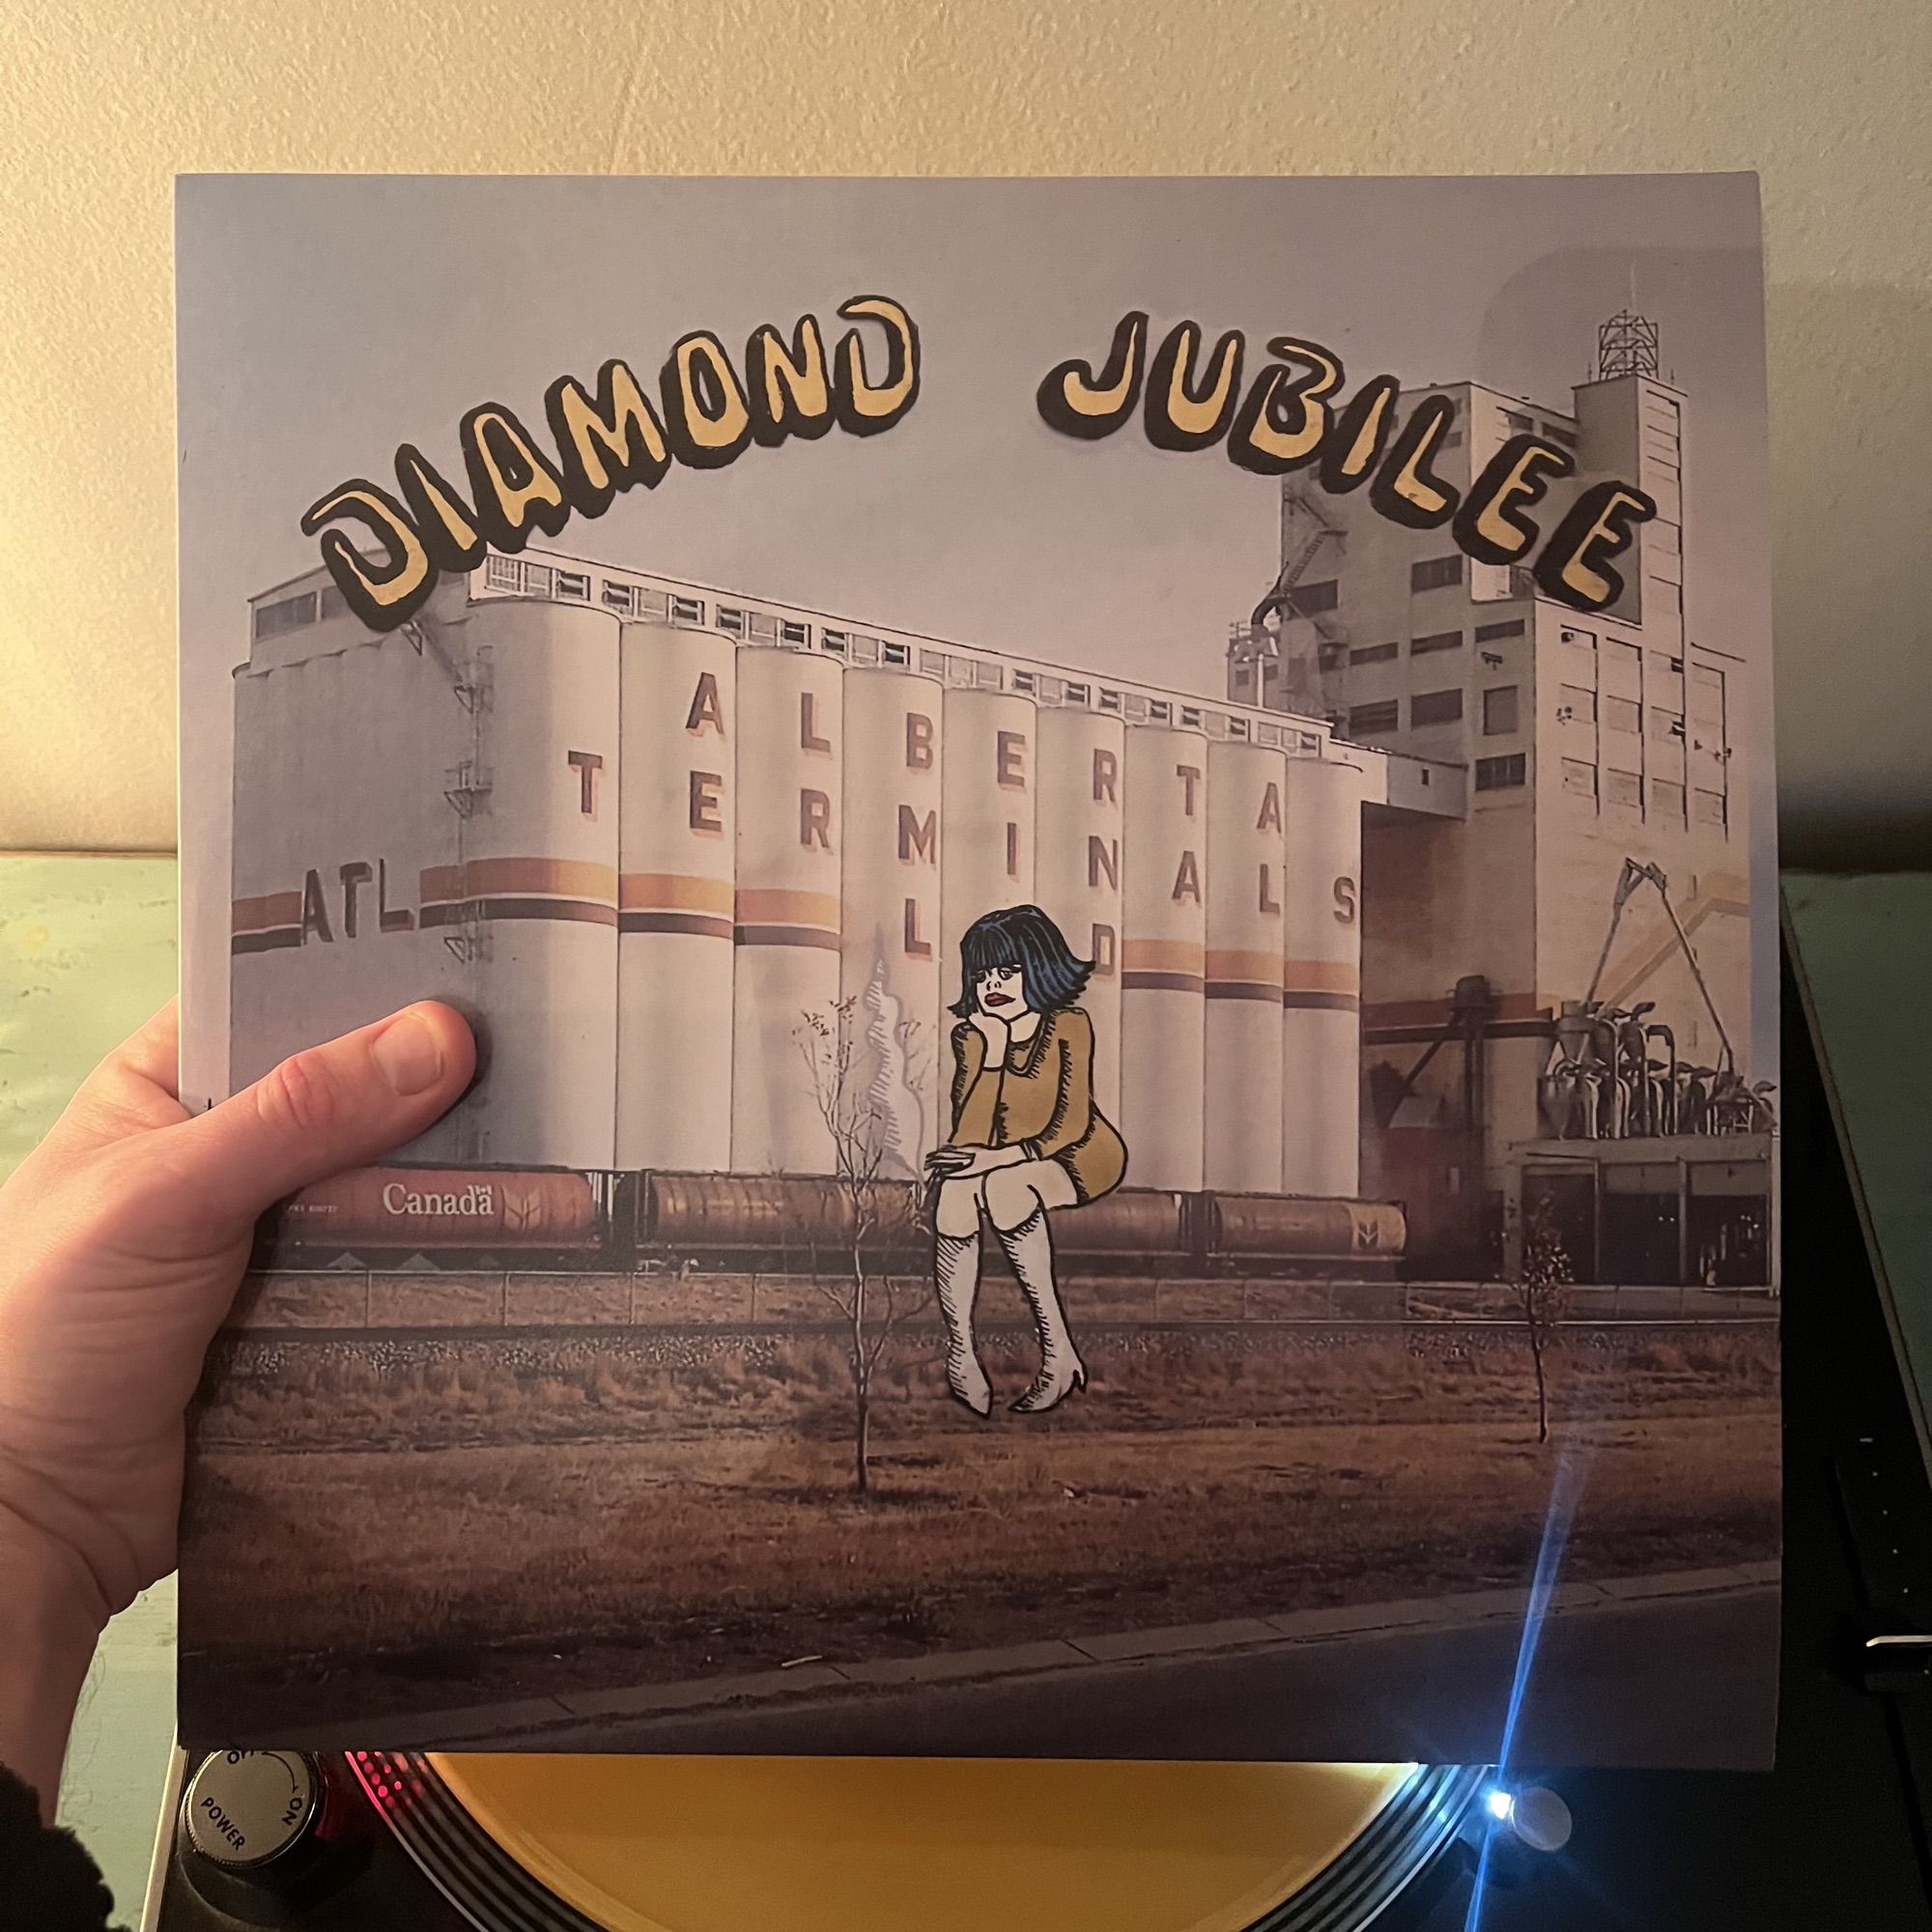 DIAMOND JUBILEE
ALBERTA
TERMINALS
L D
ATL
Canada
OFF
ON
POWER